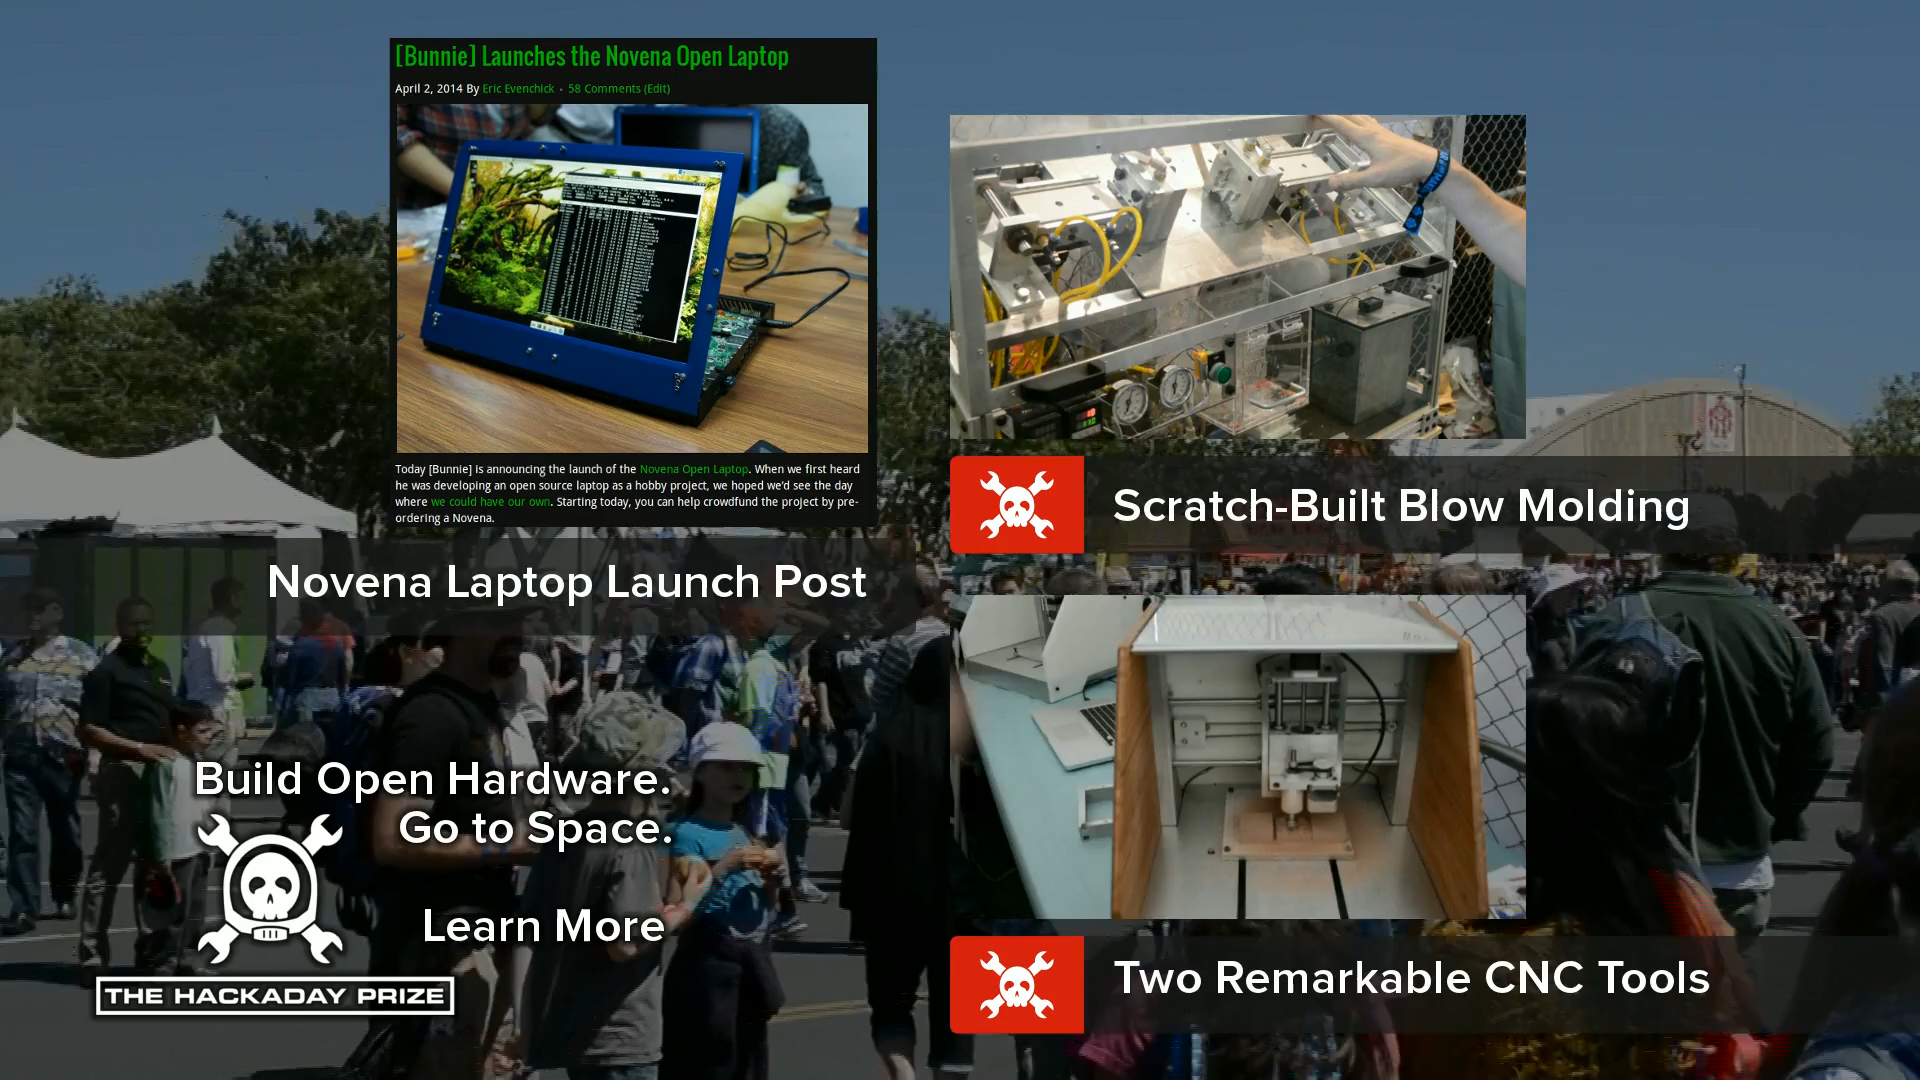 [Bunnie] Launches the Novena Open Laptop
April 2, 2014 By Eric Evenchick • 58 Comments (Edit)
Today [Bunnie] is announcing the launch of the Novena Open Laptop. When we first heard
he was developing an open source laptop as a hobby project, we hoped we'd see the day
where we could have our own. Starting today, you can help crowdfund the project by pre-
ordering a Novena.
Novena Laptop Launch Post
Build Open Hardware.
Go to Space.
Learn More
THE HACKADAY PRIZE
Scratch-Built Blow Molding
Two Remarkable CNC Tools